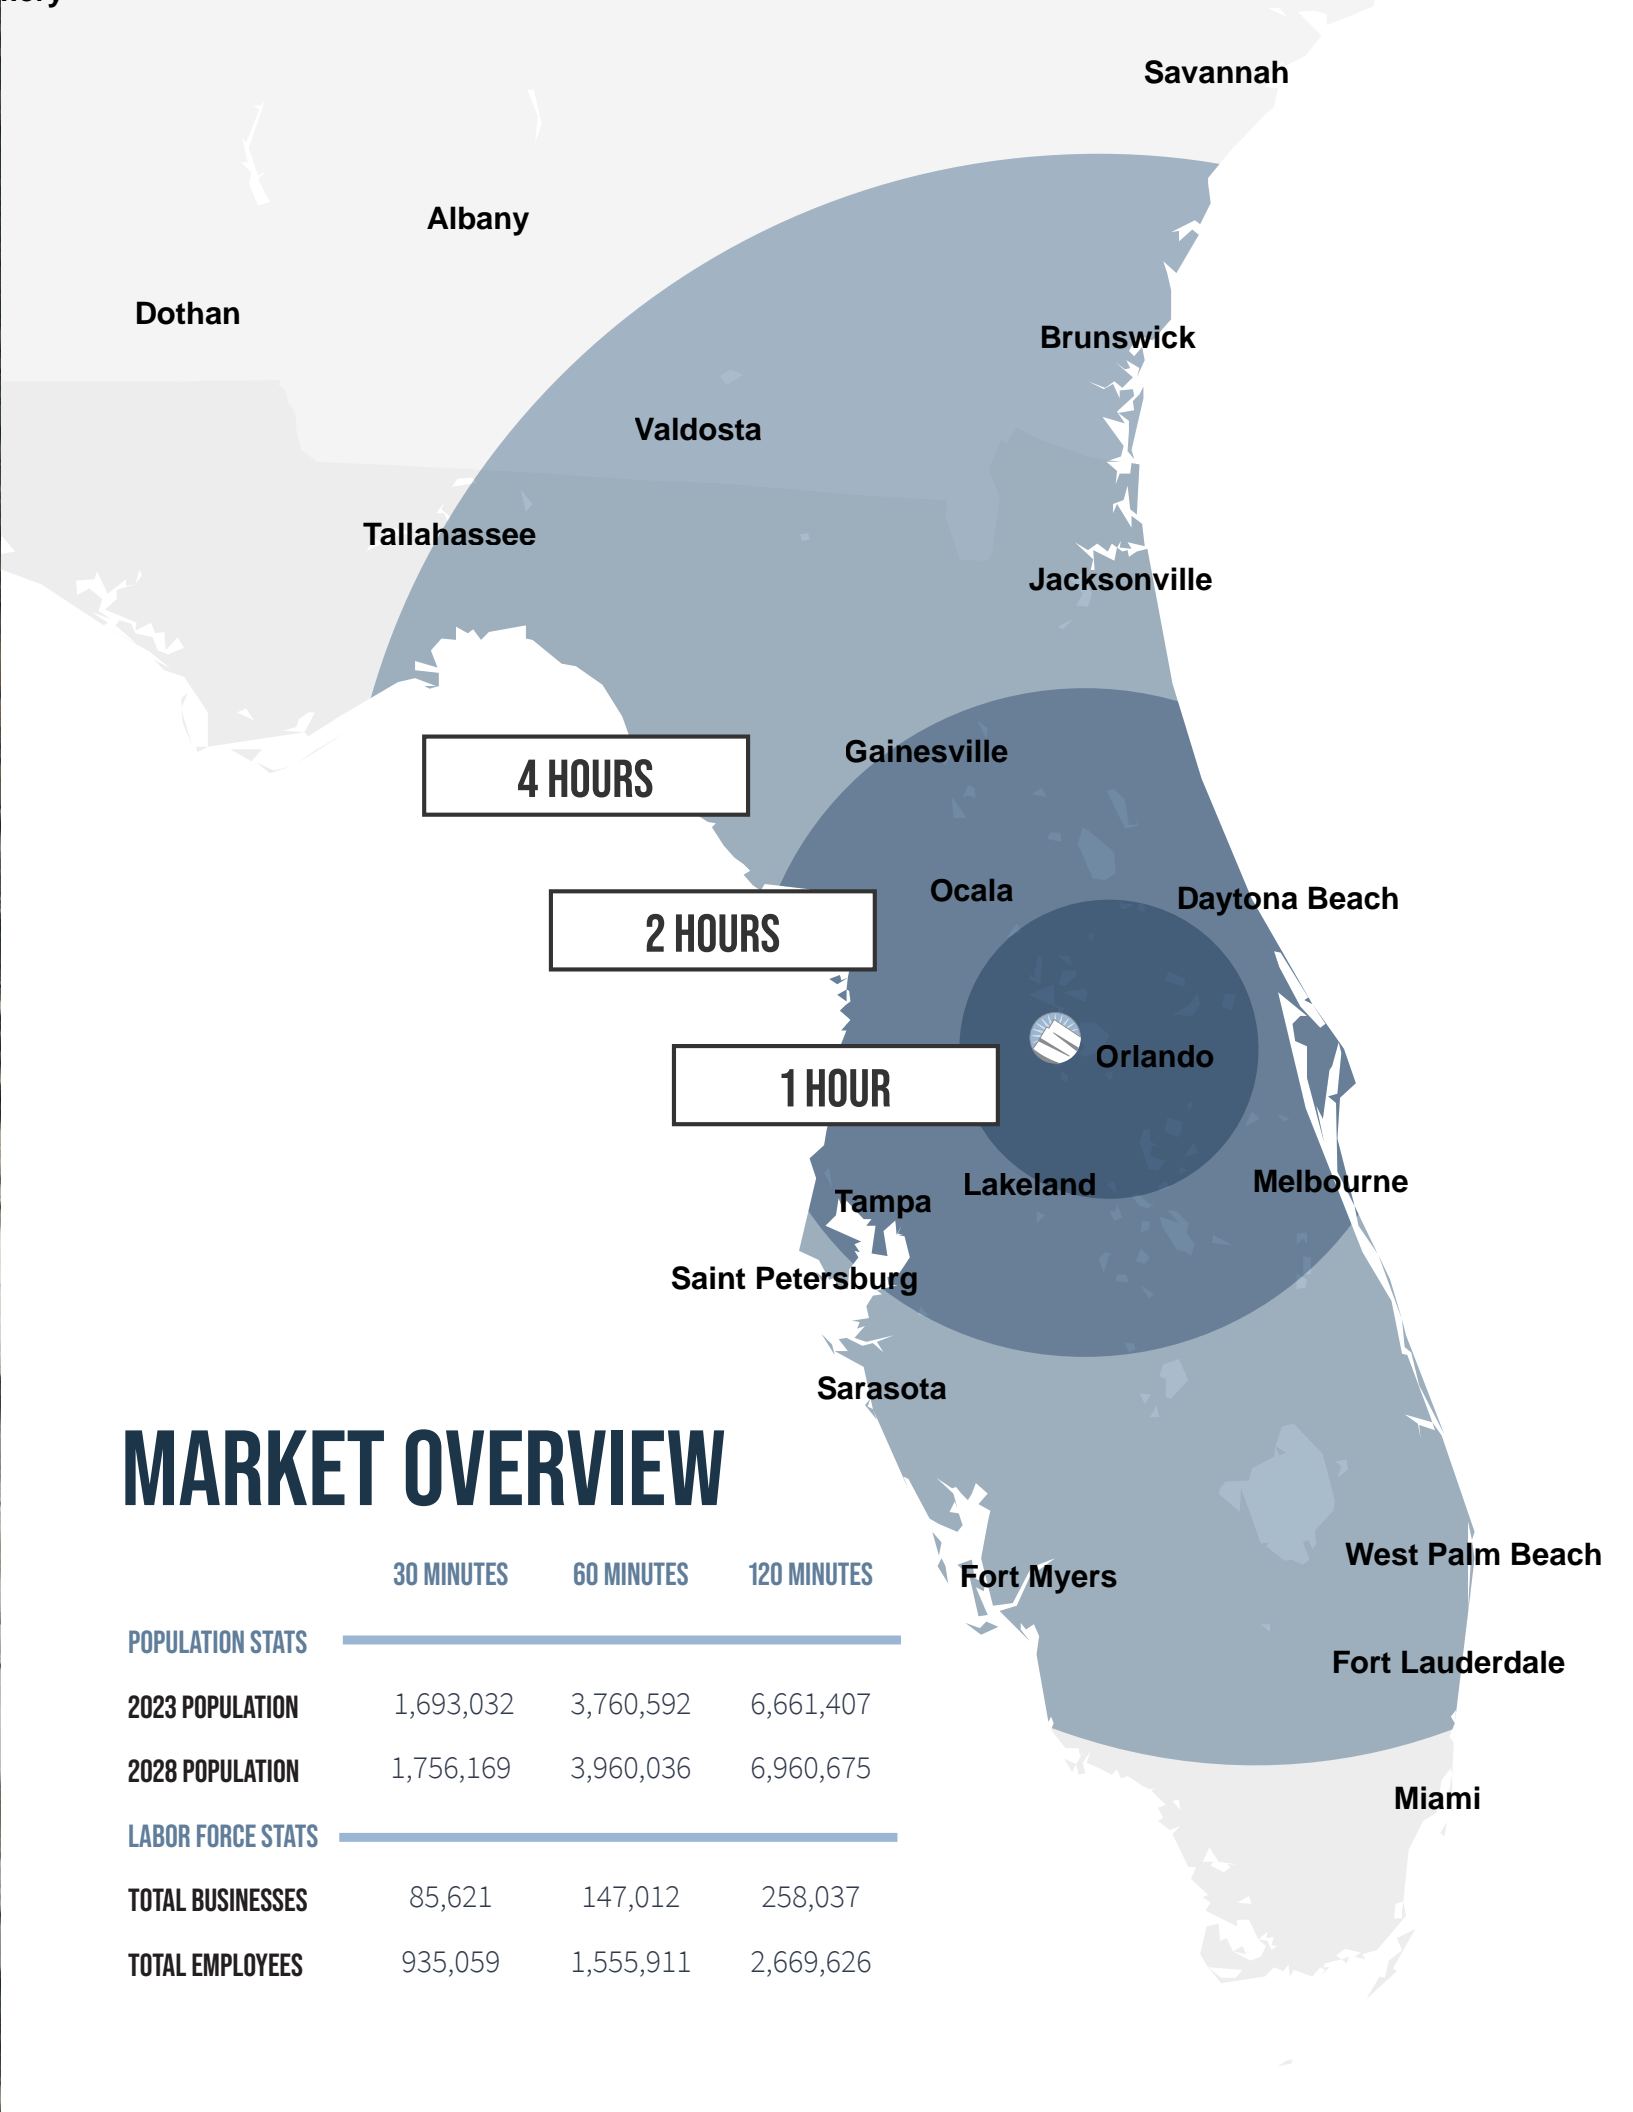 Savannah
Albany
Dothan
Brunswick
Valdosta
Tallahassee
Jacksonville
Gainesville
4 HOURS
Ocala
Daytona Beach
2 HOURS
Orlando
1 HOUR
Lakeland
Melbourne
Tampa
Saint Petersburg
Sarasota
MARKET OVERVIEW
West Palm Beach
Fort Myers
30 MINUTES 60 MINUTES 120 MINUTES
POPULATION STATS
Fort Lauderdale
2023 POPULATION 1,693,032 3,760,592 6,661,407
2028 POPULATION 1,756,169 3,960,036 6,960,675
Miami
LABOR FORCE STATS
TOTAL BUSINESSES 85,621 147,012 258,037
TOTAL EMPLOYEES 935,059 1,555,911 2,669,626